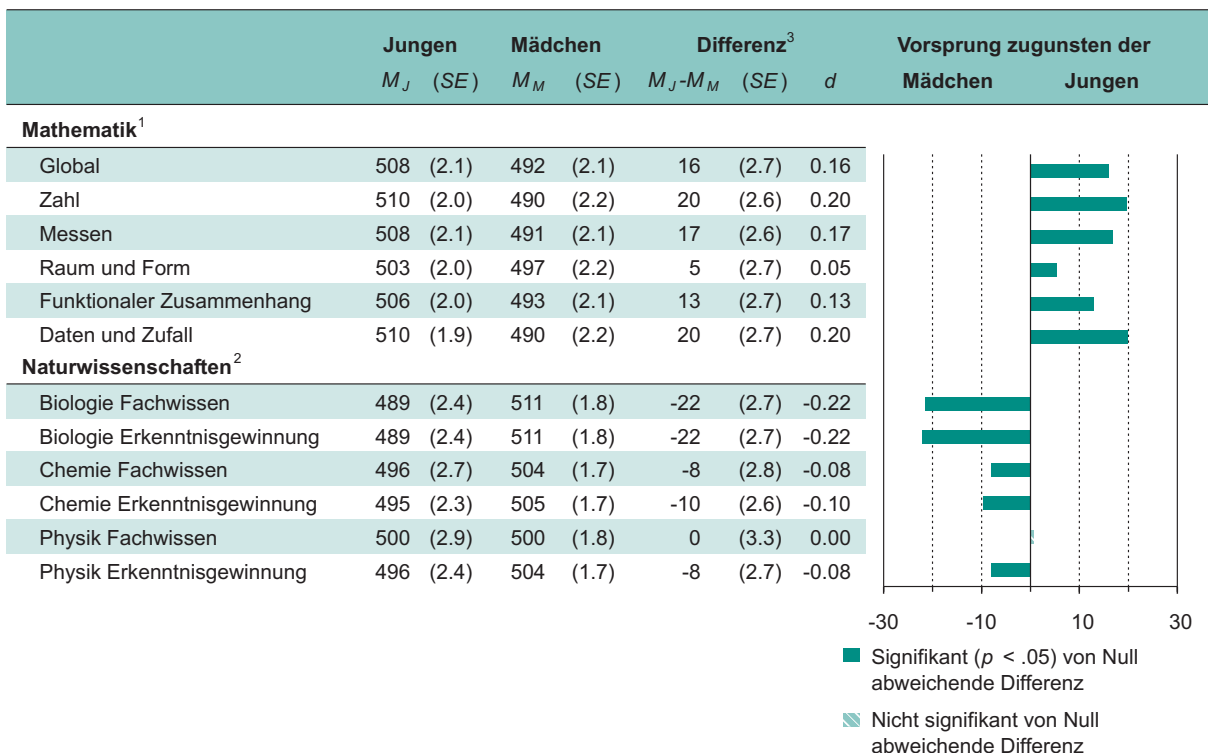 Jungen Mädchen Differenz³ Vorsprung zugunsten der
M_J (SE) M_M (SE) M_J-M_M (SE) d Mädchen Jungen
Mathematik¹
Global 508 (2.1) 492 (2.1) 16 (2.7) 0.16
Zahl 510 (2.0) 490 (2.2) 20 (2.6) 0.20
Messen 508 (2.1) 491 (2.1) 17 (2.6) 0.17
Raum und Form 503 (2.0) 497 (2.2) 5 (2.7) 0.05
Funktionaler Zusammenhang 506 (2.0) 493 (2.1) 13 (2.7) 0.13
Daten und Zufall 510 (1.9) 490 (2.2) 20 (2.7) 0.20
Naturwissenschaften²
Biologie Fachwissen 489 (2.4) 511 (1.8) -22 (2.7) -0.22
Biologie Erkenntnisgewinnung 489 (2.4) 511 (1.8) -22 (2.7) -0.22
Chemie Fachwissen 496 (2.7) 504 (1.7) -8 (2.8) -0.08
Chemie Erkenntnisgewinnung 495 (2.3) 505 (1.7) -10 (2.6) -0.10
Physik Fachwissen 500 (2.9) 500 (1.8) 0 (3.3) 0.00
Physik Erkenntnisgewinnung 496 (2.4) 504 (1.7) -8 (2.7) -0.08
-30 -10 10 30
Signifikant (p < .05) von Null
abweichende Differenz
Nicht signifikant von Null
abweichende Differenz